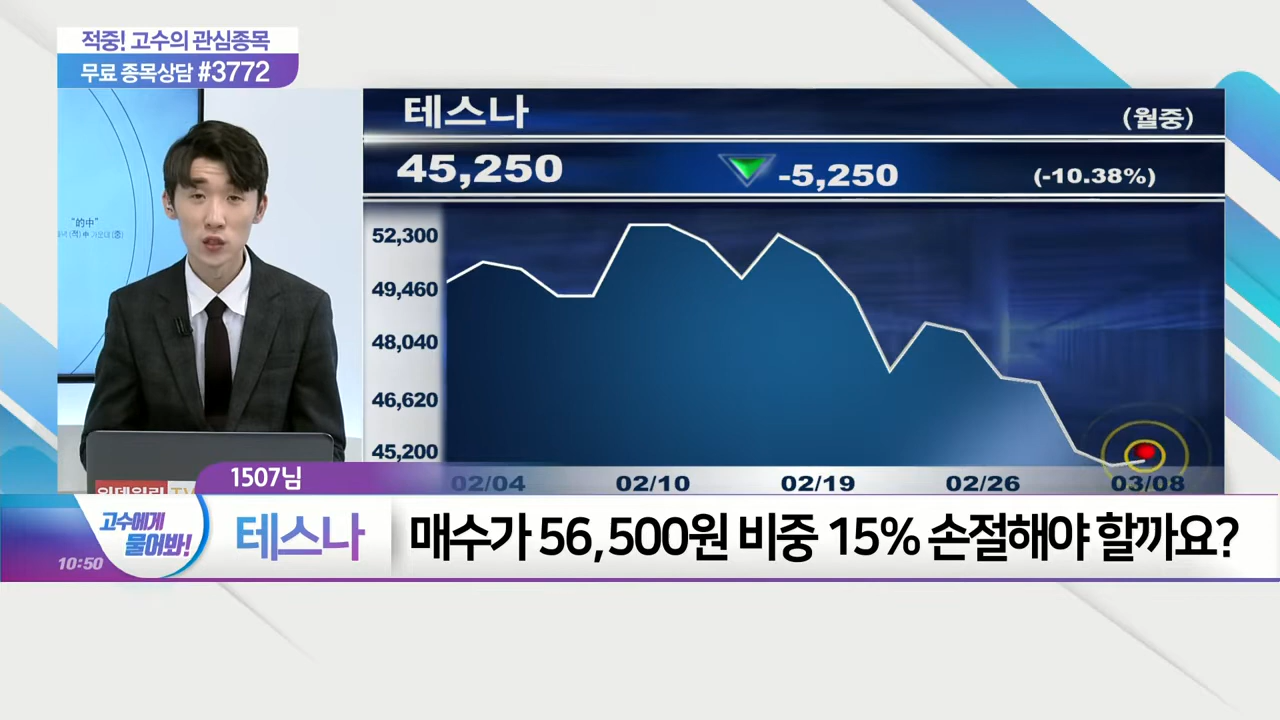 적중! 고수의 관심종목
무료 종목상담 #3772
"的中"
테스나
(월중)
45,250
-5,250
(-10.38%)
52,300
49,460
48,040
46,620
45,200
02/04
02/10
02/19
02/26
03/08
1507님
고수에게
물어봐!
10:50
테스나
매수가 56,500원 비중 15% 손절해야 할까요?